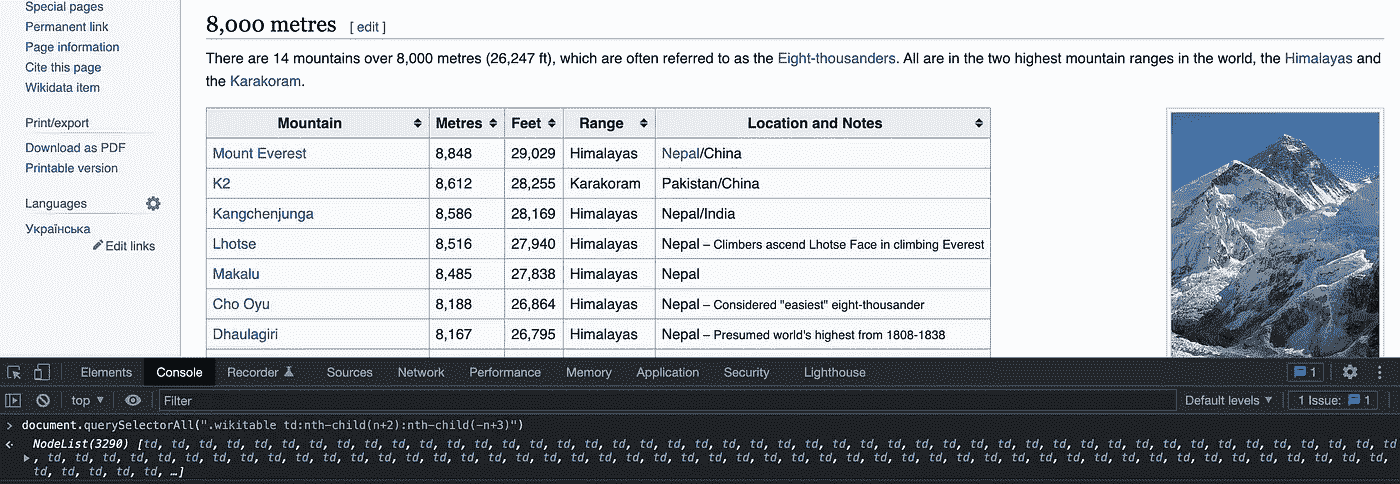 Special pages
Permanent link
Page information
Cite this page
Wikidata item
Print/export
Download as PDF
Printable version
Languages
Українська
Edit links
8,000 metres [ edit ]
There are 14 mountains over 8,000 metres (26,247 ft), which are often referred to as the Eight-thousanders. All are in the two highest mountain ranges in the world, the Himalayas and
the Karakoram.
Mountain Metres Feet Range Location and Notes
Mount Everest 8,848 29,029 Himalayas Nepal/China
K2 8,612 28,255 Karakoram Pakistan/China
Kangchenjunga 8,586 28,169 Himalayas Nepal/India
Lhotse 8,516 27,940 Himalayas Nepal – Climbers ascend Lhotse Face in climbing Everest
Makalu 8,485 27,838 Himalayas Nepal
Cho Oyu 8,188 26,864 Himalayas Nepal – Considered "easiest" eight-thousander
Dhaulagiri 8,167 26,795 Himalayas Nepal – Presumed world's highest from 1808-1838
Elements Console Recorder Sources Network Performance Memory Application Security Lighthouse 1
top Filter Default levels 1 Issue: 1
document.querySelectorAll(".wikitable td:nth-child(n+2):nth-child(-n+3)")
NodeList(3290) [td, td, td, td, td, td, td, td, td, td, td, td, td, td, td, td, td, td, td, td, td, td, td, td, td, td, td, td, td, td, td, td, td, td, td, td, td, td, td, td, td, td, td, td, td, td
, td, td, td, td, td, td, td, td, td, td, td, td, td, td, td, td, td, td, td, td, td, td, td, td, td, td, td, td, td, td, td, td, td, td, td, td, td, td, td, td, td, td, td, td, td,
td, td, td, td, td, …]